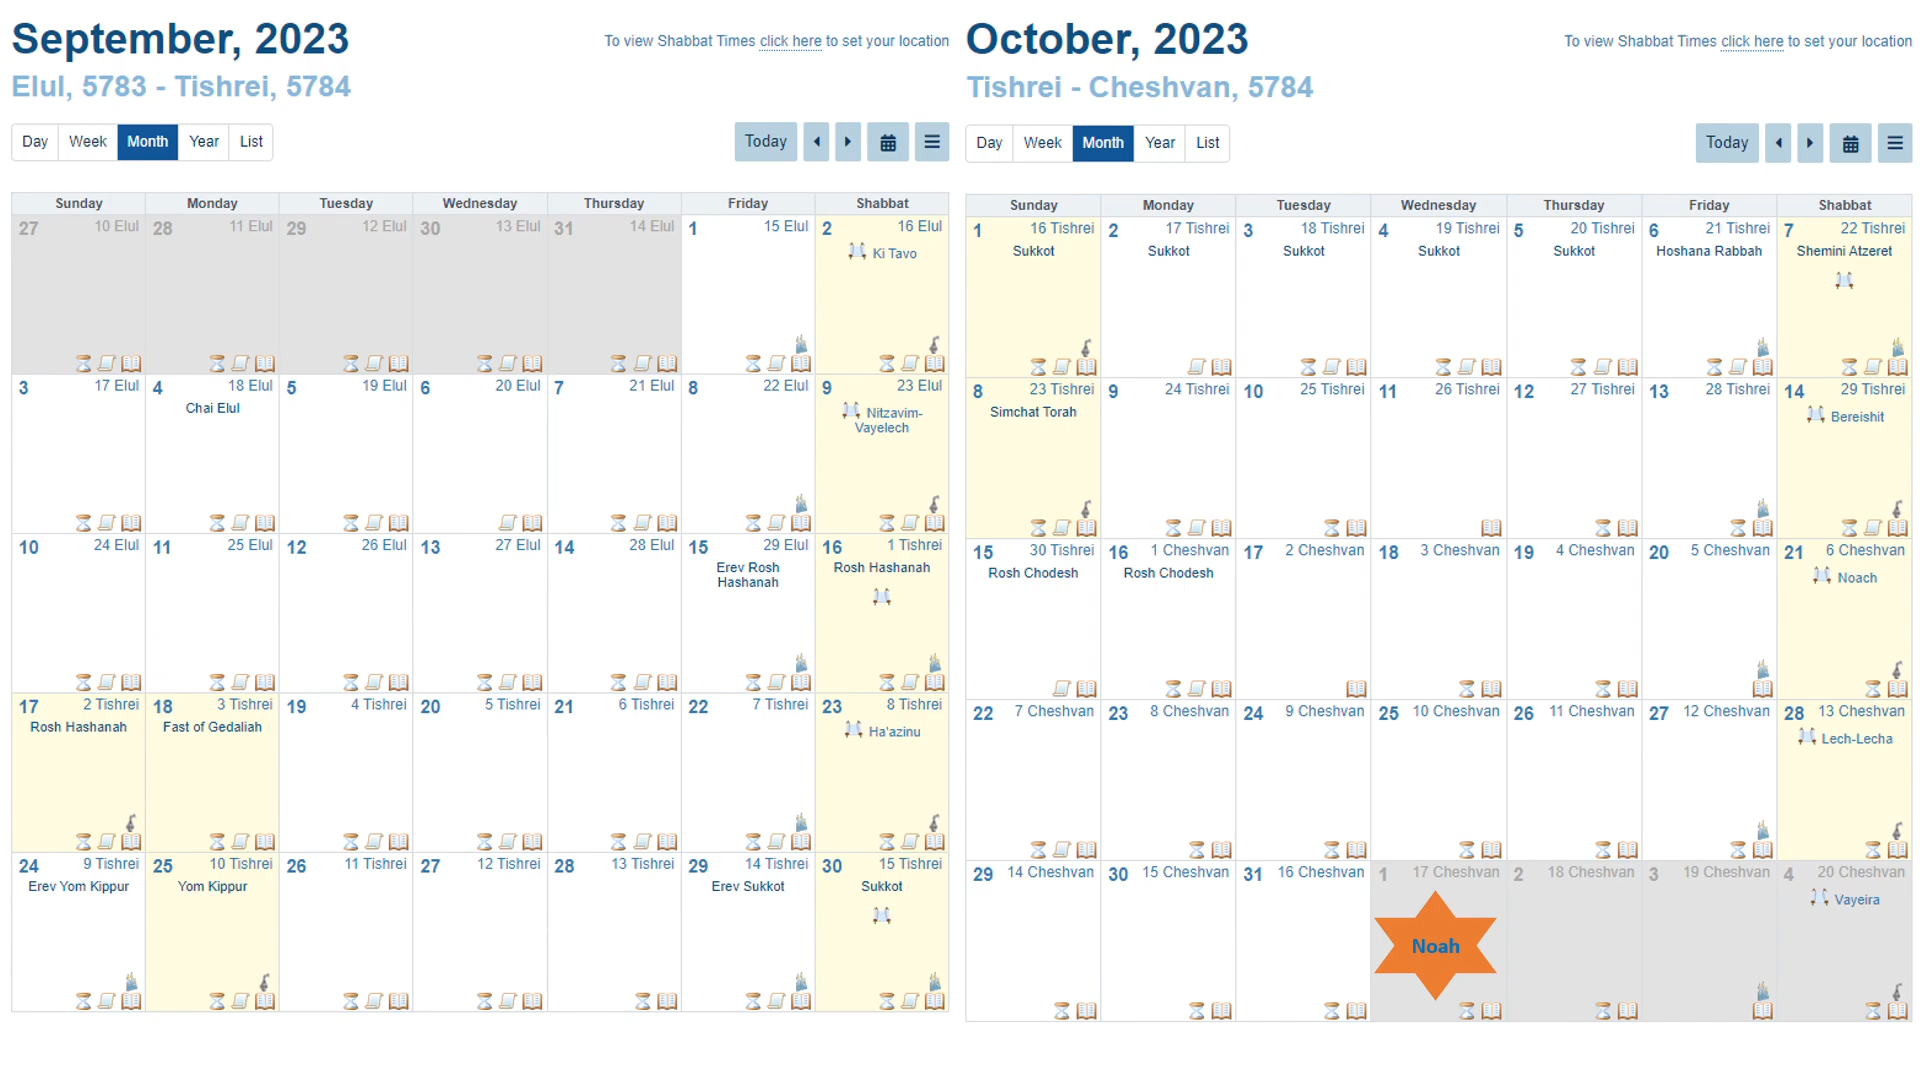 September, 2023
To view Shabbat Times click here to set your location
Elul, 5783 - Tishrei, 5784
Day Week Month Year List
Today
Sunday Monday Tuesday Wednesday Thursday Friday Shabbat
27 10 Elul 28 11 Elul 29 12 Elul 30 13 Elul 31 14 Elul 1 15 Elul 2 16 Elul
Ki Tavo
3 17 Elul 4 18 Elul 5 19 Elul 6 20 Elul 7 21 Elul 8 22 Elul 9 23 Elul
Chai Elul Nitzavim-
Vayelech
10 24 Elul 11 25 Elul 12 26 Elul 13 27 Elul 14 28 Elul 15 29 Elul 16 1 Tishrei
Erev Rosh Rosh Hashanah
Hashanah
17 2 Tishrei 18 3 Tishrei 19 4 Tishrei 20 5 Tishrei 21 6 Tishrei 22 7 Tishrei 23 8 Tishrei
Rosh Hashanah Fast of Gedaliah Ha'azinu
24 9 Tishrei 25 10 Tishrei 26 11 Tishrei 27 12 Tishrei 28 13 Tishrei 29 14 Tishrei 30 15 Tishrei
Erev Yom Kippur Yom Kippur Erev Sukkot Sukkot
October, 2023
To view Shabbat Times click here to set your location
Tishrei - Cheshvan, 5784
Day Week Month Year List
Today
Sunday Monday Tuesday Wednesday Thursday Friday Shabbat
1 16 Tishrei 2 17 Tishrei 3 18 Tishrei 4 19 Tishrei 5 20 Tishrei 6 21 Tishrei 7 22 Tishrei
Sukkot Sukkot Sukkot Sukkot Sukkot Hoshana Rabbah Shemini Atzeret
8 23 Tishrei 9 24 Tishrei 10 25 Tishrei 11 26 Tishrei 12 27 Tishrei 13 28 Tishrei 14 29 Tishrei
Simchat Torah Bereishit
15 30 Tishrei 16 1 Cheshvan 17 2 Cheshvan 18 3 Cheshvan 19 4 Cheshvan 20 5 Cheshvan 21 6 Cheshvan
Rosh Chodesh Rosh Chodesh Noach
22 7 Cheshvan 23 8 Cheshvan 24 9 Cheshvan 25 10 Cheshvan 26 11 Cheshvan 27 12 Cheshvan 28 13 Cheshvan
Lech-Lecha
29 14 Cheshvan 30 15 Cheshvan 31 16 Cheshvan 1 17 Cheshvan 2 18 Cheshvan 3 19 Cheshvan 4 20 Cheshvan
Vayeira
Noah